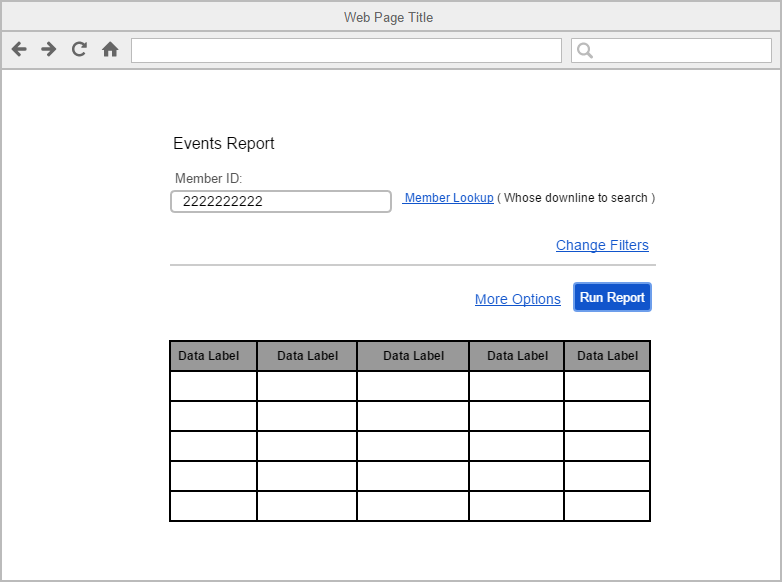 Web Page Title
Events Report
Member ID:
2222222222 Member Lookup ( Whose downline to search )
Change Filters
More Options Run Report
Data Label Data Label Data Label Data Label Data Label